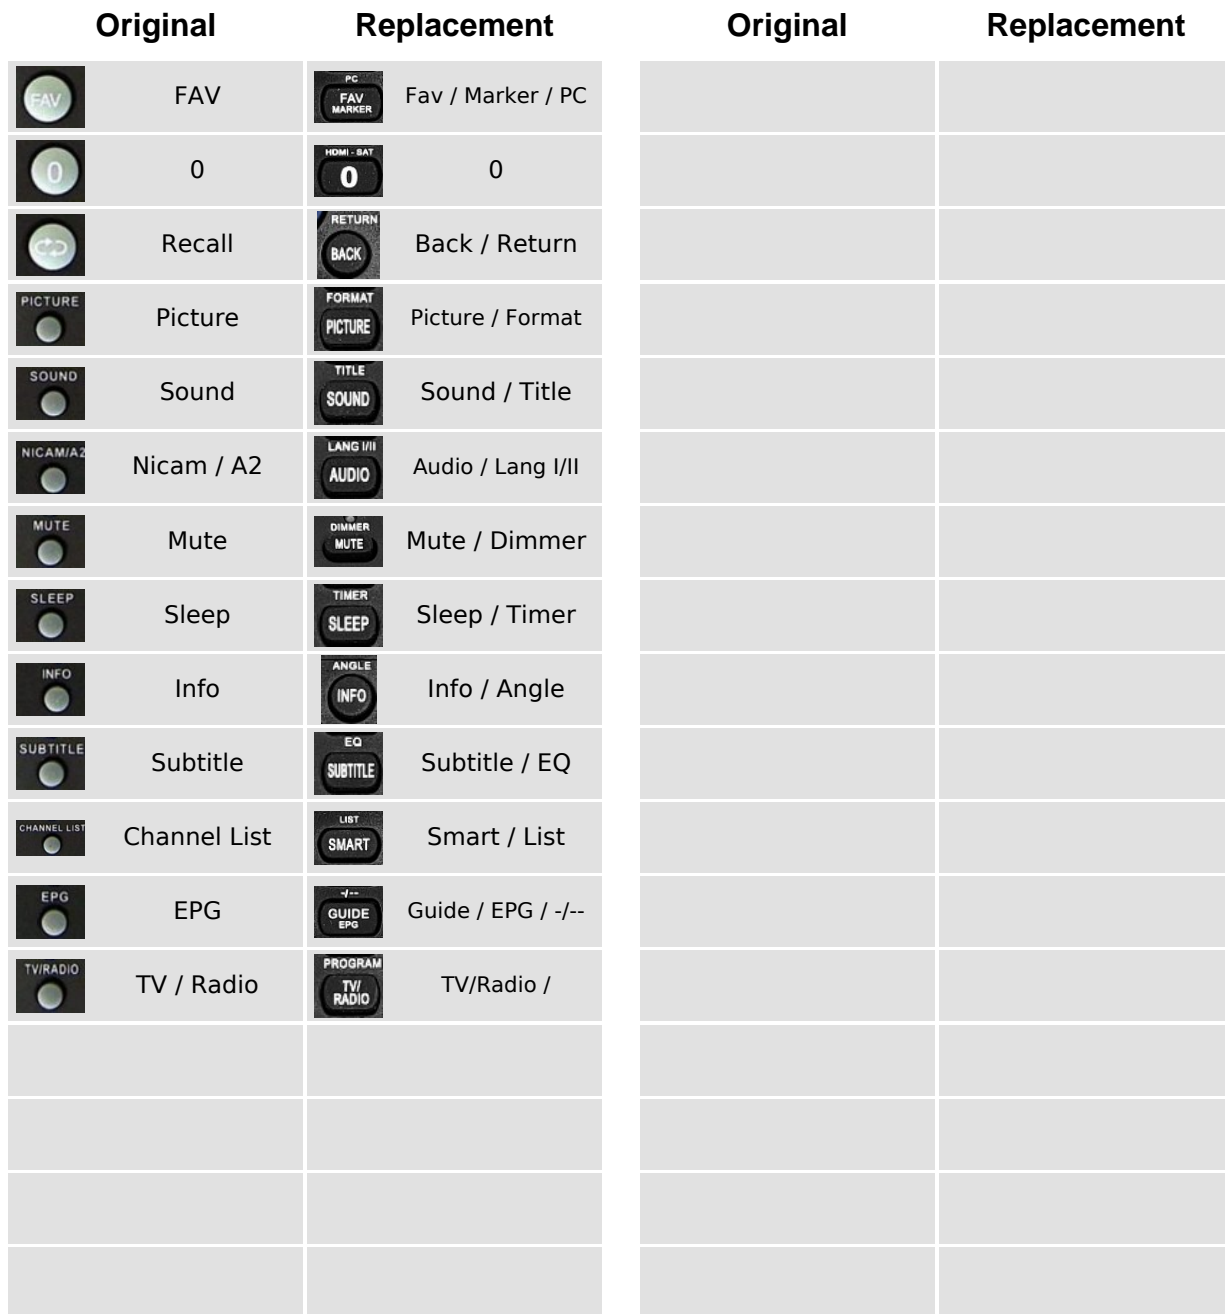 Original Replacement Original Replacement
FAV FAV PC FAV MARKER Fav / Marker / PC
0 0 HDMI - SAT 0 0
Recall RETURN BACK Back / Return
PICTURE Picture FORMAT PICTURE Picture / Format
SOUND Sound TITLE SOUND Sound / Title
NICAM/A2 Nicam / A2 LANG I/II AUDIO Audio / Lang I/II
MUTE Mute DIMMER MUTE Mute / Dimmer
SLEEP Sleep TIMER SLEEP Sleep / Timer
INFO Info ANGLE INFO Info / Angle
SUBTITLE Subtitle EQ SUBTITLE Subtitle / EQ
CHANNEL LIST Channel List LIST SMART Smart / List
EPG EPG -/-- GUIDE EPG Guide / EPG / -/--
TV/RADIO TV / Radio PROGRAM TV/ RADIO TV/Radio /